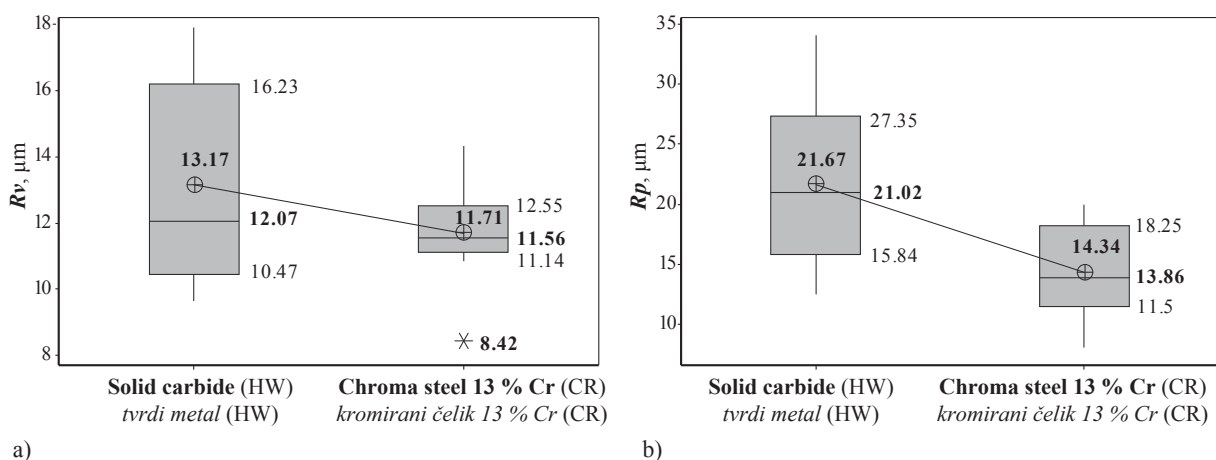 18
16
14
12
10
8
Rv, μm
16.23
13.17
12.07
10.47
12.55
11.71
11.56
11.14
8.42
Solid carbide (HW)
tvrdi metal (HW)
Chroma steel 13 % Cr (CR)
kromirani čelik 13 % Cr (CR)
a)
35
30
25
20
15
10
Rp, μm
27.35
21.67
21.02
15.84
18.25
14.34
13.86
11.5
Solid carbide (HW)
tvrdi metal (HW)
Chroma steel 13 % Cr (CR)
kromirani čelik 13 % Cr (CR)
b)